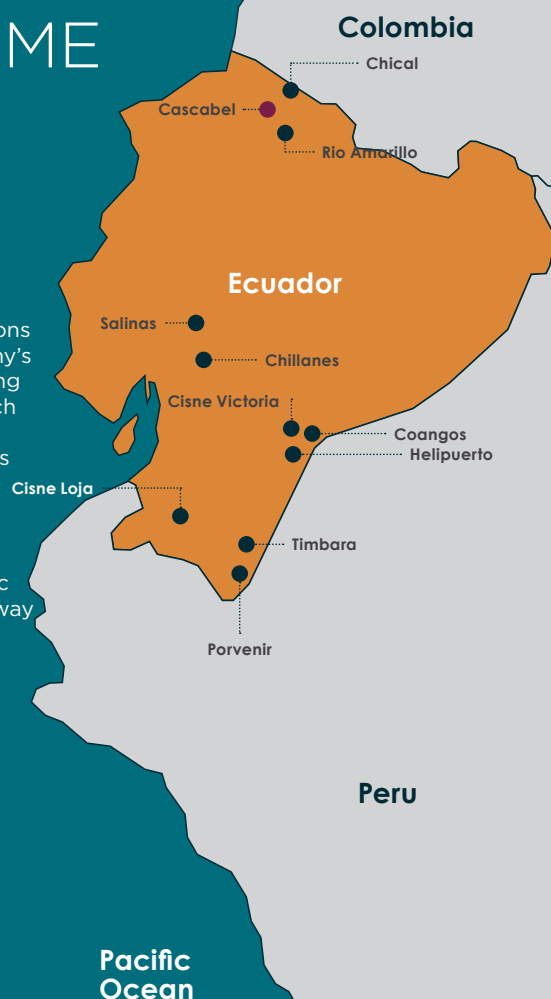 ME
Colombia
Chical
Cascabel
Rio Amarillo
Ecuador
Salinas
Chillanes
Cisne Victoria
Coangos
Helipuerto
Cisne Loja
Timbara
Porvenir
Peru
Pacific
Ocean